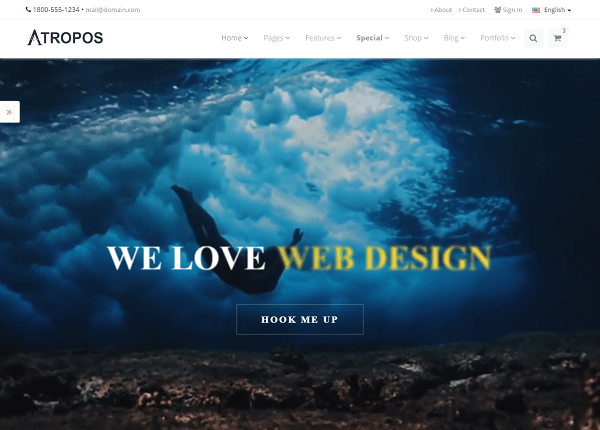 1800-555-1234 • mail@domain.com
About Contact Sign In English
ATROPOS
Home Pages Features Special Shop Blog Portfolio 3
WE LOVE WEB DESIGN
HOOK ME UP